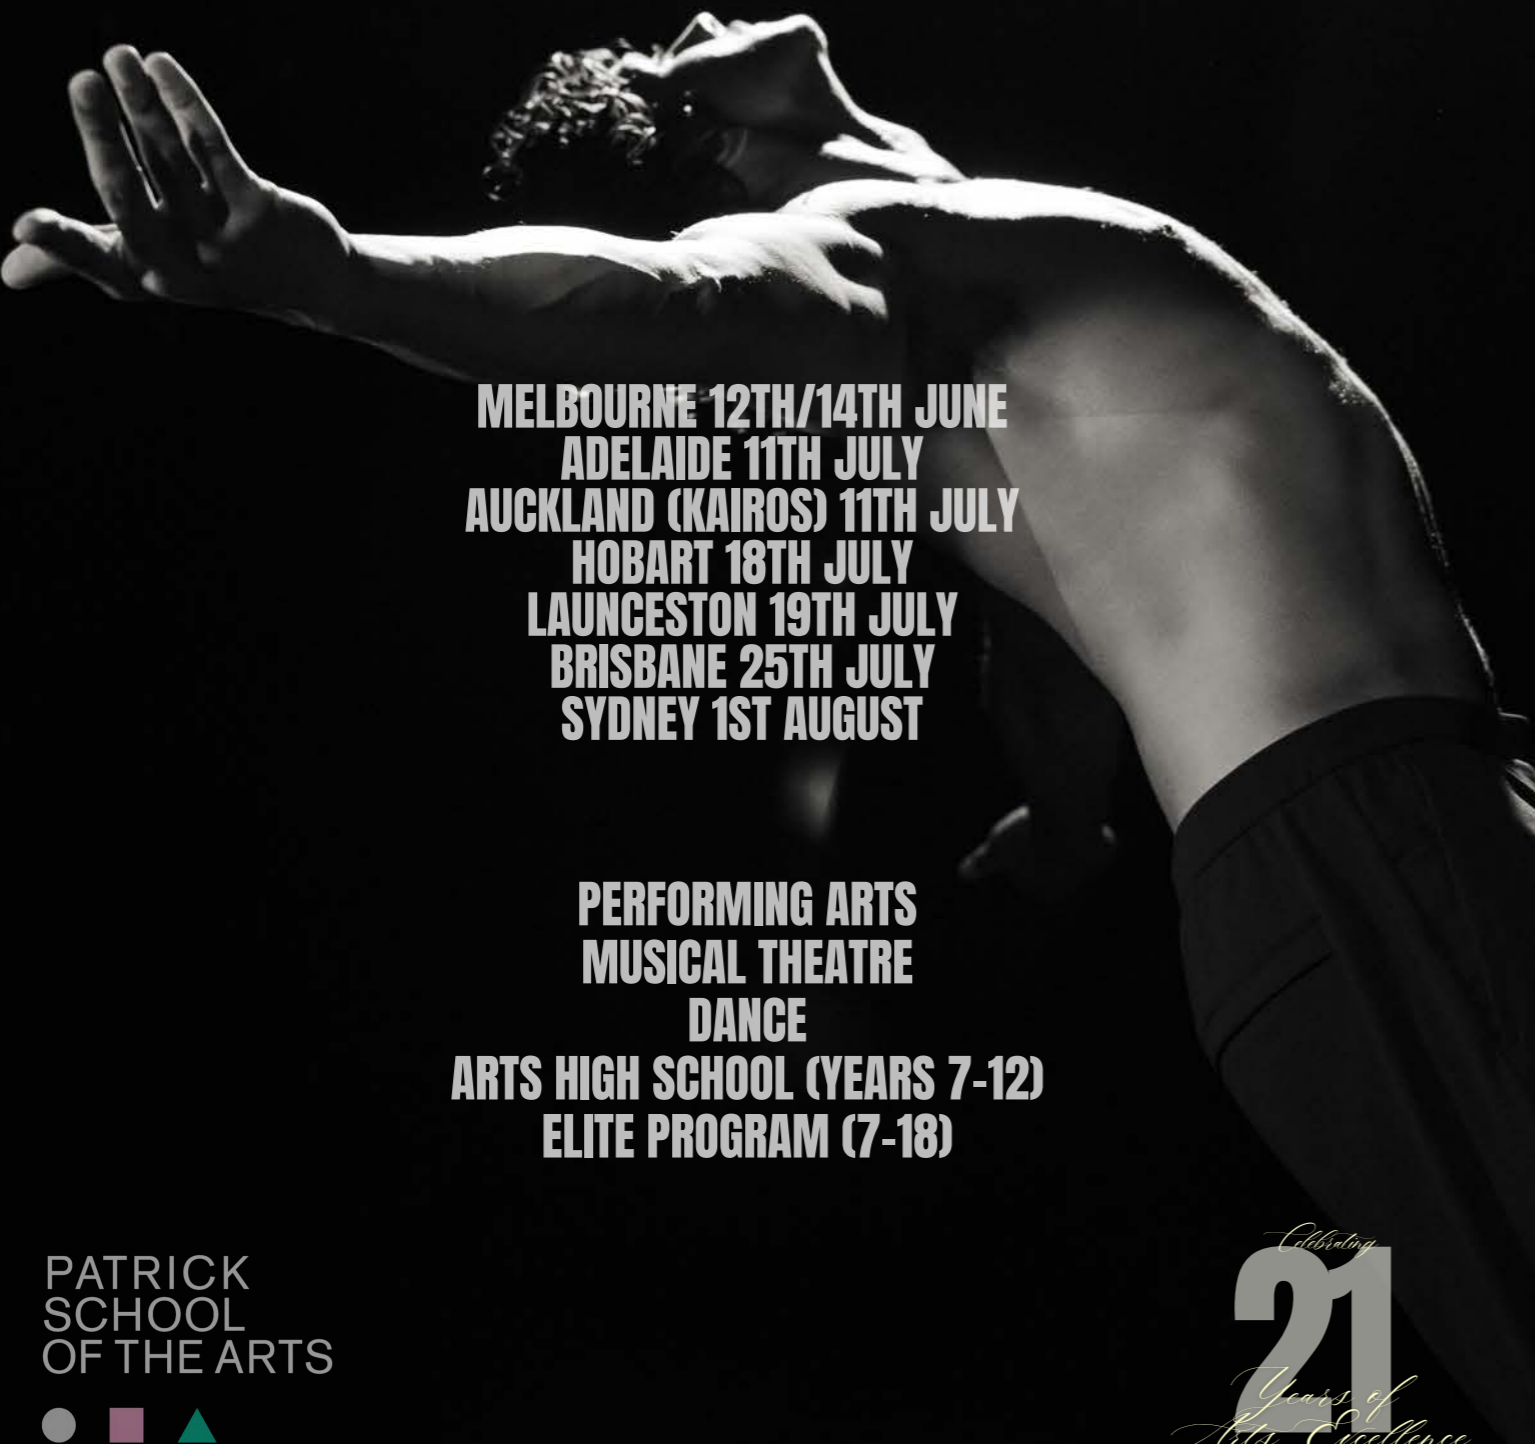 MELBOURNE 12TH/14TH JUNE
ADELAIDE 11TH JULY
AUCKLAND (KAIROS) 11TH JULY
HOBART 18TH JULY
LAUNCESTON 19TH JULY
BRISBANE 25TH JULY
SYDNEY 1ST AUGUST
PERFORMING ARTS
MUSICAL THEATRE
DANCE
ARTS HIGH SCHOOL (YEARS 7-12)
ELITE PROGRAM (7-18)
PATRICK
SCHOOL
OF THE ARTS
Celebrating
21
Years of
Arts Excellence